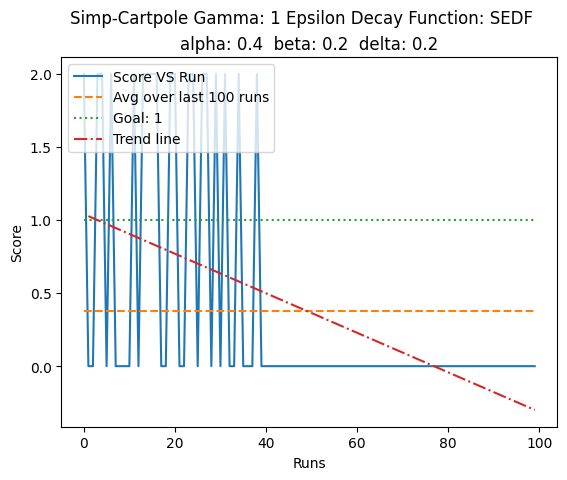 Simp-Cartpole Gamma: 1 Epsilon Decay Function: SEDF
alpha: 0.4 beta: 0.2 delta: 0.2
Score VS Run
Avg over last 100 runs
Goal: 1
Trend line
2.0
1.5
1.0
0.5
0.0
Score
0
20
40
60
80
100
Runs